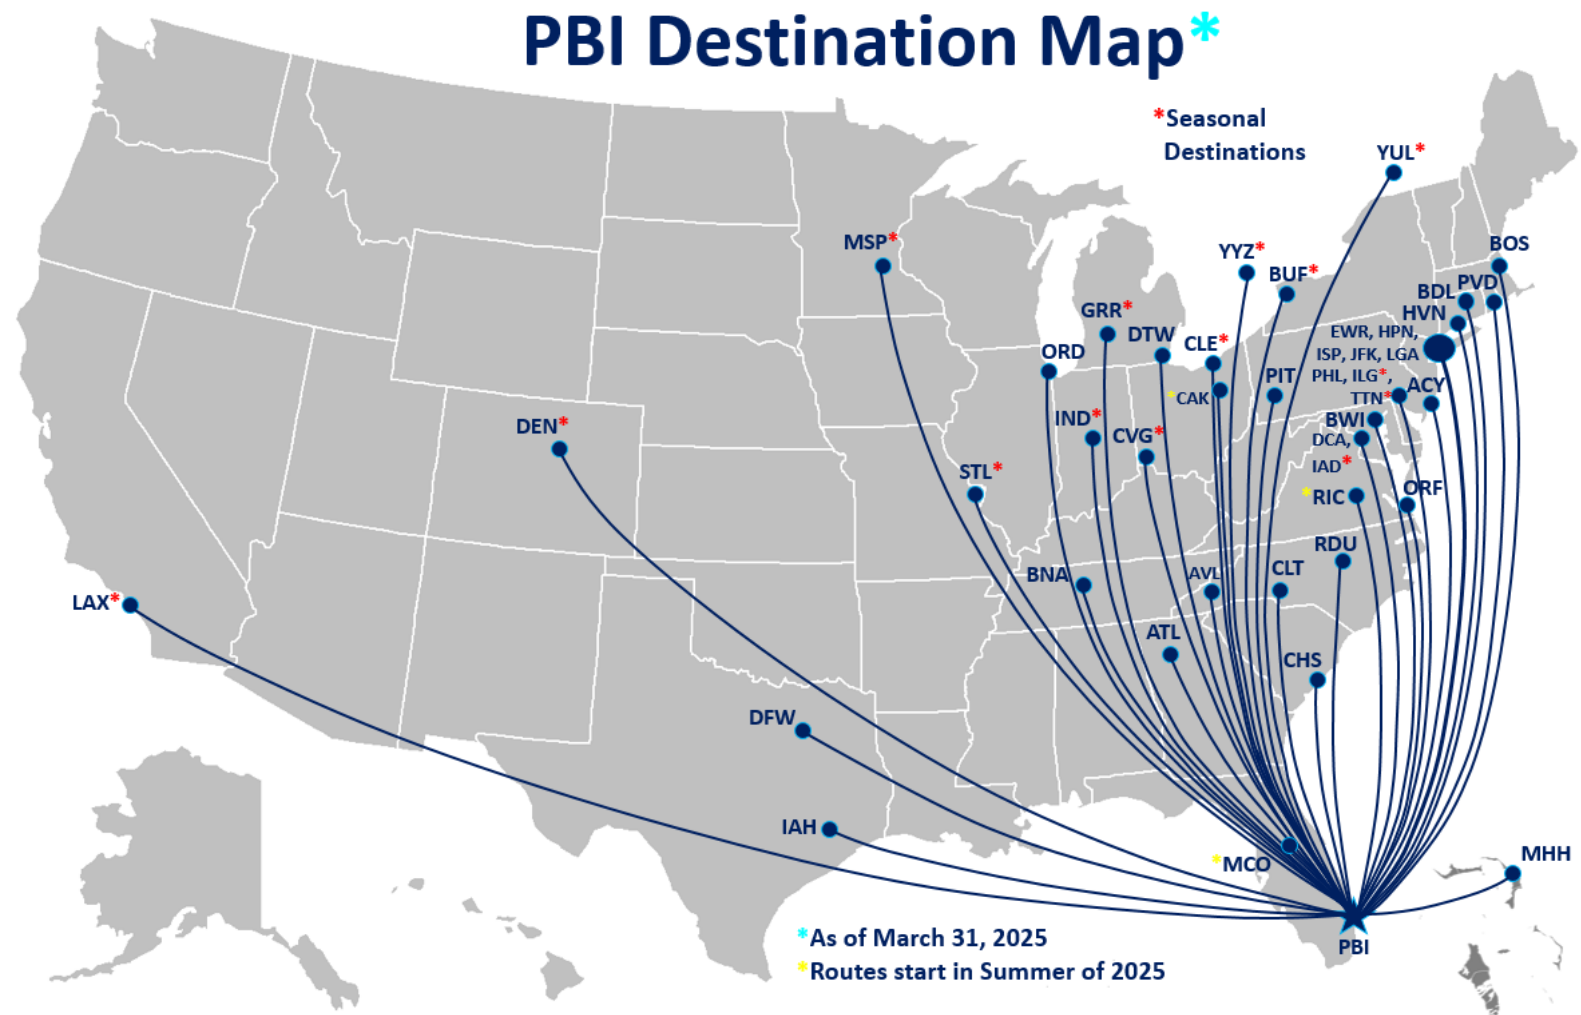 PBI Destination Map*
*Seasonal
Destinations
YUL*
MSP*
YYZ*
BOS
BUF*
PVD
BDL
GRR*
HVN
DTW
EWR, HPN,
CLE*
ORD
ISP, JFK, LGA
PHL, ILG*,
PIT
ACY
*CAK
TTN*
IND*
BWI
DEN*
CVG*
DCA,
IAD*
STL*
*RIC
ORF
RDU
BNA
AVL
CLT
LAX*
ATL
CHS
DFW
IAH
*MCO
MHH
*As of March 31, 2025
PBI
*Routes start in Summer of 2025